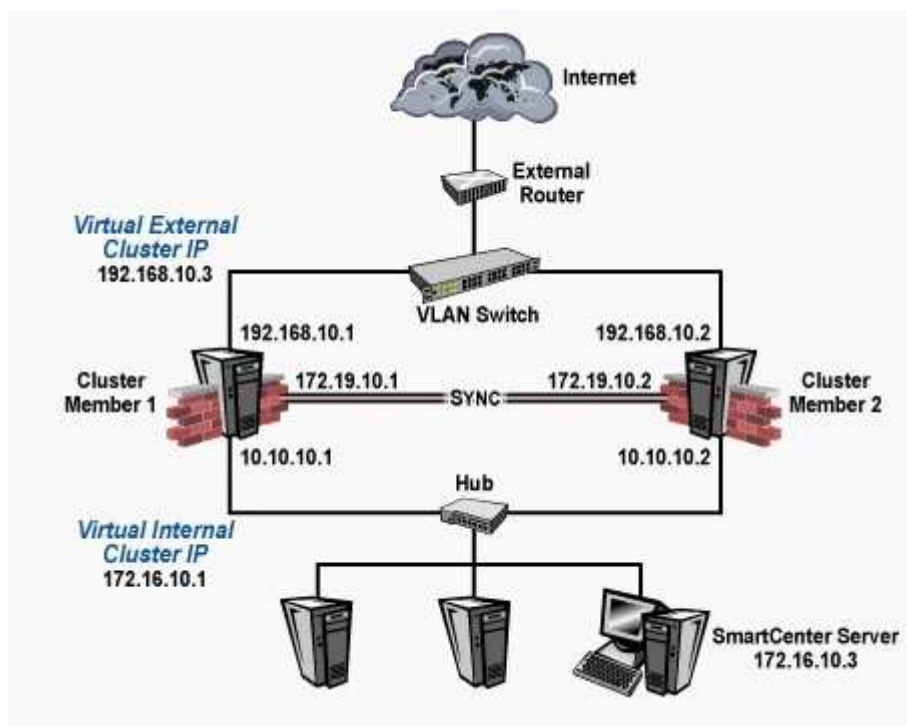 Internet
External
Router
Virtual External
Cluster IP
192.168.10.3
VLAN Switch
192.168.10.1
192.168.10.2
Cluster
Member 1
172.19.10.1
SYNC
172.19.10.2
Cluster
Member 2
10.10.10.1
10.10.10.2
Hub
Virtual Internal
Cluster IP
172.16.10.1
SmartCenter Server
172.16.10.3